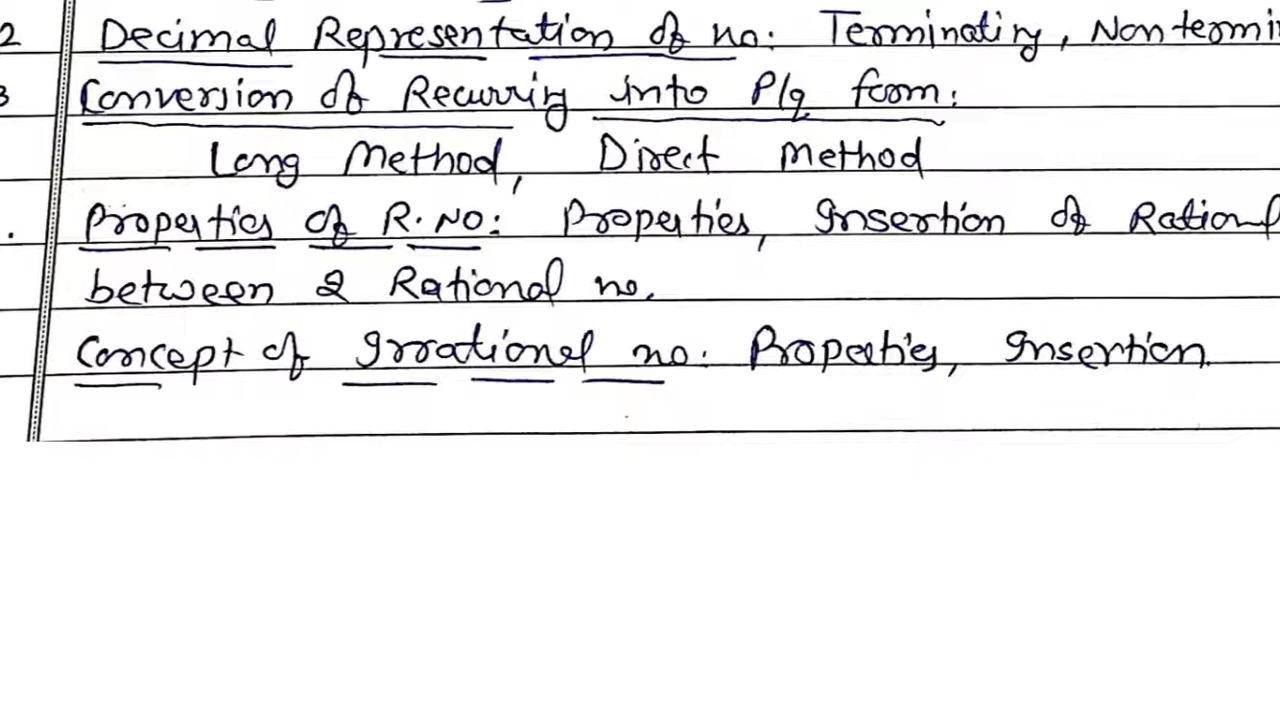 2 Decimal Representation of no: Terminating, Nontermi
3 Conversion of Recurring into P/q form:
Long Method, Direct Method
. Properties of R.NO: Properties, Insertion of Rational
between 2 Rational no.
Concept of Irrational no. Properties, Insertion.